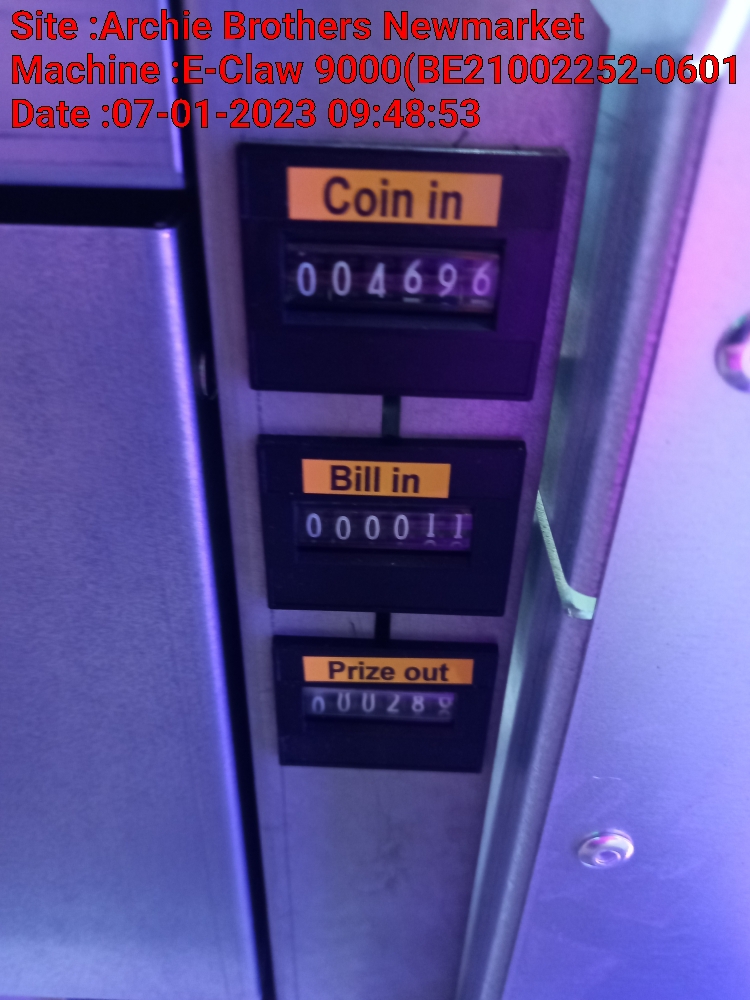 Site :Archie Brothers Newmarket
Machine :E-Claw 9000(BE21002252-0601
Date :07-01-2023 09:48:53
Coin in
004696
Bill in
000011
Prize out